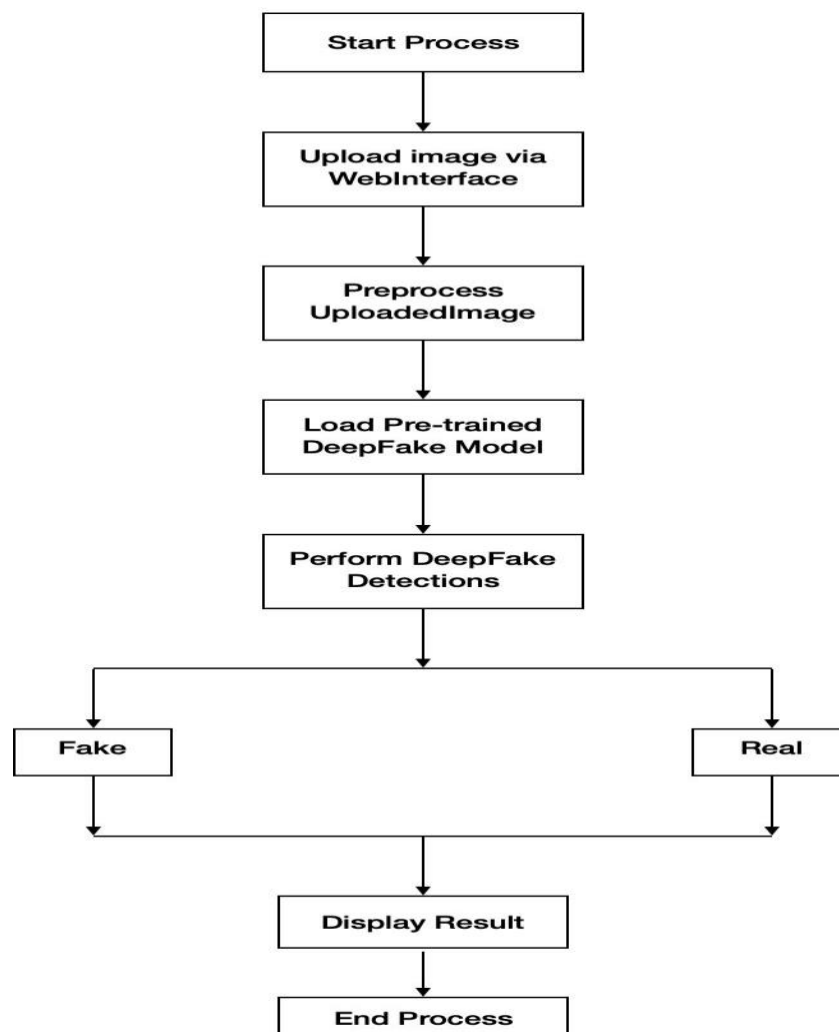 Start Process
Upload image via
WebInterface
Preprocess
UploadedImage
Load Pre-trained
DeepFake Model
Perform DeepFake
Detections
Fake
Real
Display Result
End Process